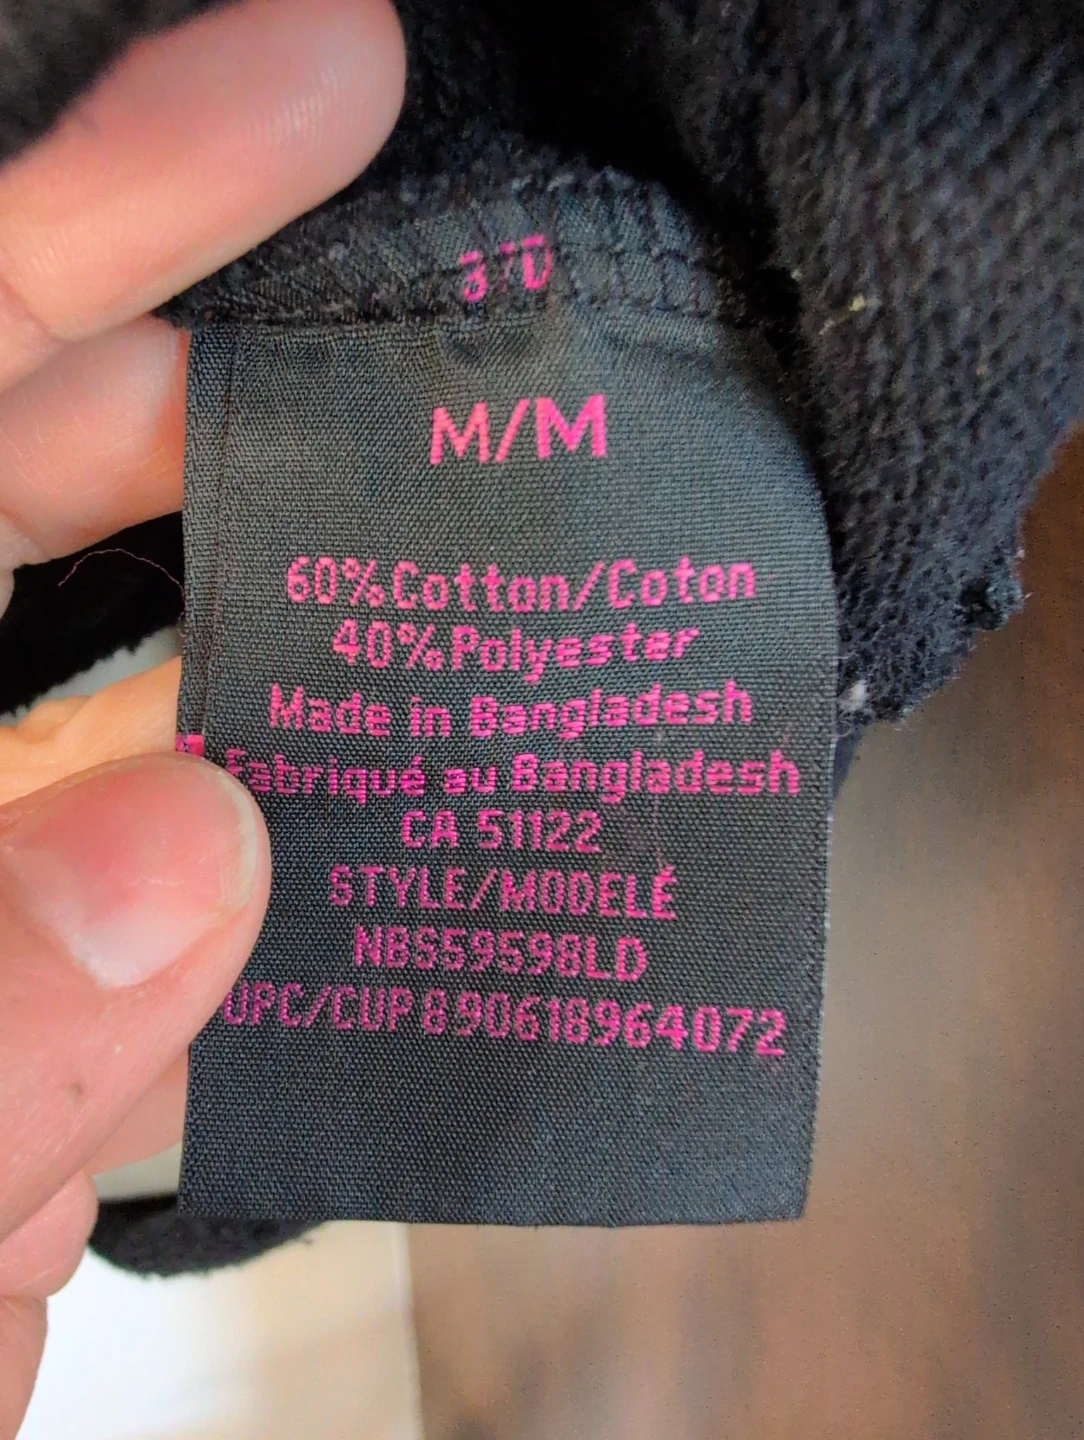 M/M
60%Cotton/Coton
40%Polyester
Made in Bangladesh
Fabriqué au Bangladesh
CA 51122
STYLE/MODELÉ
NBS59598LD
UPC/CUP 890618964072